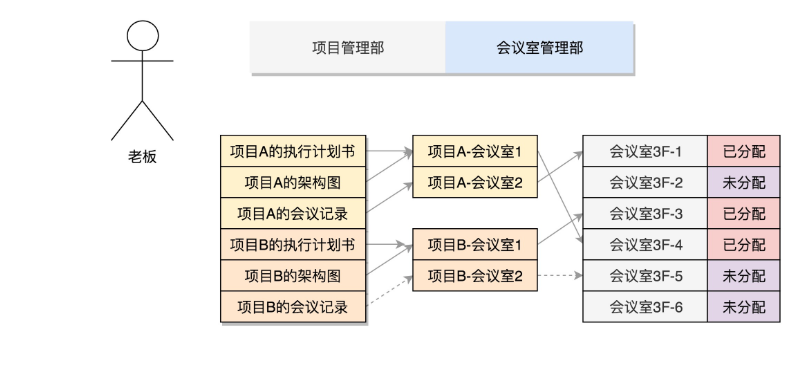 项目管理部 会议室管理部
老板
项目A的执行计划书 项目A-会议室1 会议室3F-1 已分配
项目A的架构图 项目A-会议室2 会议室3F-2 未分配
项目A的会议记录 会议室3F-3 已分配
项目B的执行计划书 项目B-会议室1 会议室3F-4 已分配
项目B的架构图 项目B-会议室2 会议室3F-5 未分配
项目B的会议记录 会议室3F-6 未分配